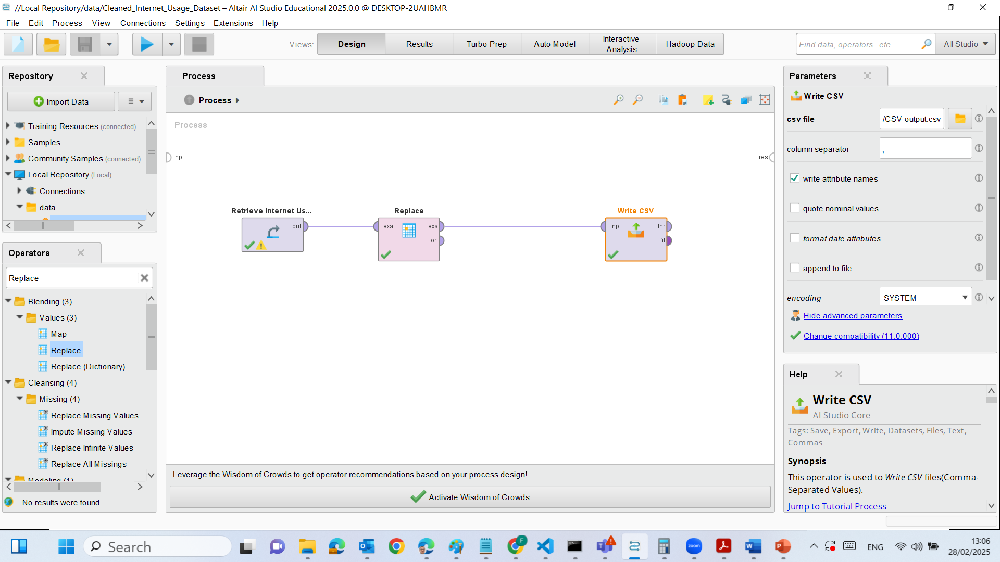 //Local Repository/data/Cleaned_Internet_Usage_Dataset – Altair AI Studio Educational 2025.0.0 @ DESKTOP-2UAHBMR
File Edit Process View Connections Settings Extensions Help
Views: Design Results Turbo Prep Auto Model Interactive Analysis Hadoop Data
Find data, operators...etc All Studio
Repository
Import Data
Training Resources (connected)
Samples
Community Samples (connected)
Local Repository (Local)
Connections
data
Operators
Replace
Blending (3)
Values (3)
Map
Replace
Replace (Dictionary)
Cleansing (4)
Missing (4)
Replace Missing Values
Impute Missing Values
Replace Infinite Values
Replace All Missings
Modeling (1)
No results were found.
Process
Process
Process
inp
res
Retrieve Internet Us...
out
Replace
exa exa
ori
Write CSV
inp thr
fil
Leverage the Wisdom of Crowds to get operator recommendations based on your process design!
Activate Wisdom of Crowds
Parameters
Write CSV
csv file /CSV output.csv
column separator ,
write attribute names
quote nominal values
format date attributes
append to file
encoding SYSTEM
Hide advanced parameters
Change compatibility (11.0.000)
Help
Write CSV
AI Studio Core
Tags: Save, Export, Write, Datasets, Files, Text,
Commas
Synopsis
This operator is used to Write CSV files(Comma-
Separated Values).
Jump to Tutorial Process
Search
F
zoom
ENG
13:06
28/02/2025